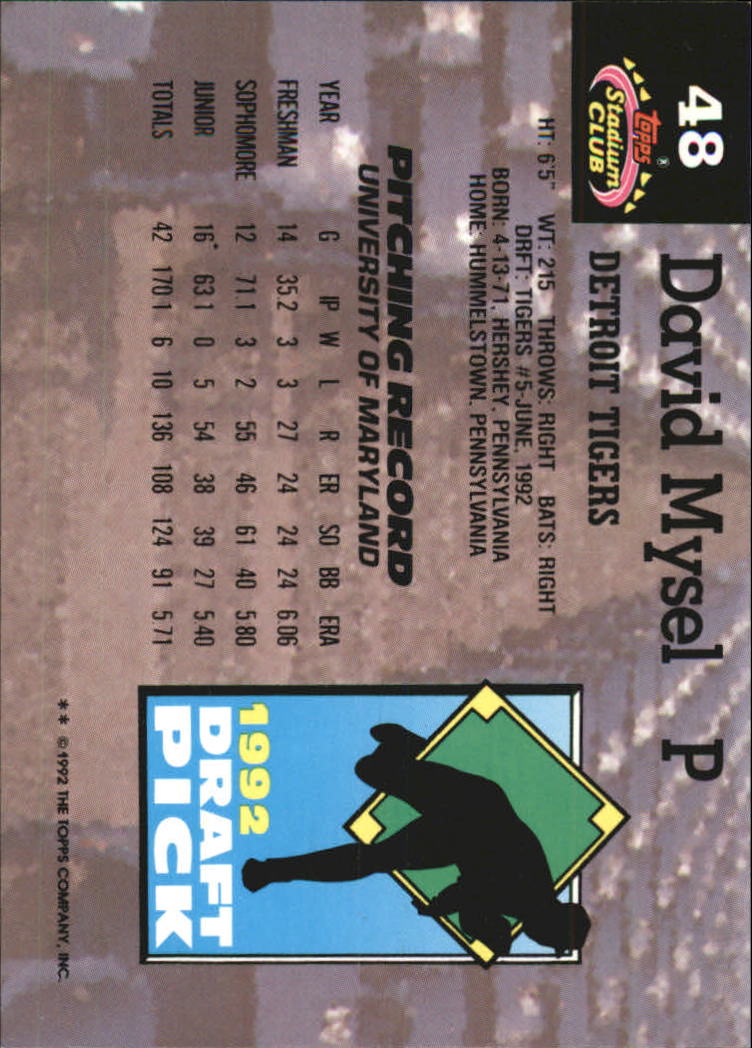 48
David Mysel P
topps®
Stadium
CLUB
DETROIT TIGERS
HT: 6'5" WT: 215 THROWS: RIGHT BATS: RIGHT
DRFT: TIGERS #5-JUNE, 1992
BORN: 4-13-71, HERSHEY, PENNSYLVANIA
HOME: HUMMELSTOWN, PENNSYLVANIA
PITCHING RECORD
UNIVERSITY OF MARYLAND
YEAR G IP W L R ER SO BB ERA
FRESHMAN 14 35.2 3 3 27 24 24 24 6.06
SOPHOMORE 12 71.1 3 2 55 46 61 40 5.80
JUNIOR 16* 63.1 0 5 54 38 39 27 5.40
TOTALS 42 170.1 6 10 136 108 124 91 5.71
1992
DRAFT
PICK
** ©1992 THE TOPPS COMPANY, INC.